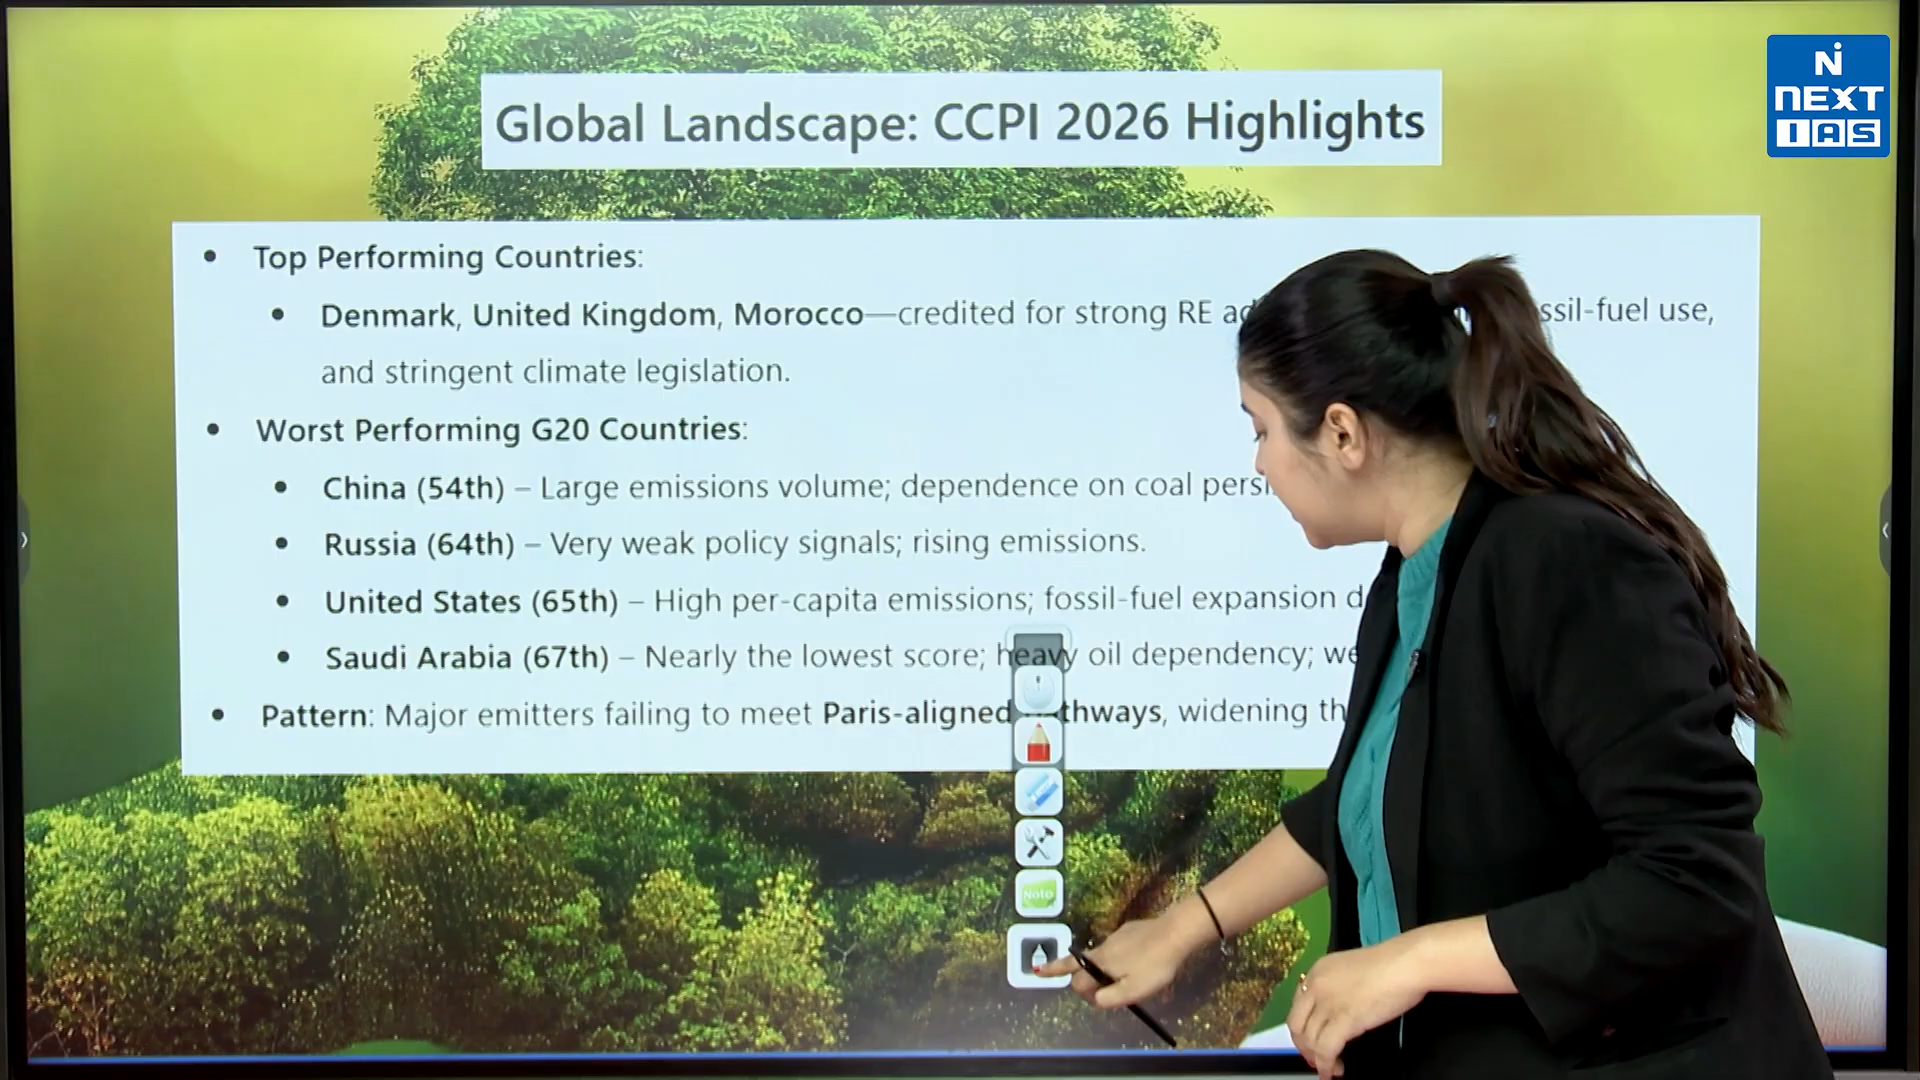 Global Landscape: CCPI 2026 Highlights
N
NEXT
IAS
• Top Performing Countries:
• Denmark, United Kingdom, Morocco—credited for strong RE ssil-fuel use,
and stringent climate legislation.
• Worst Performing G20 Countries:
• China (54th) – Large emissions volume; dependence on coal
• Russia (64th) – Very weak policy signals; rising emissions.
• United States (65th) – High per-capita emissions; fossil-fuel expansion
• Saudi Arabia (67th) – Nearly the lowest score; heavy oil dependency;
• Pattern: Major emitters failing to meet Paris-aligned thways, widening
Note